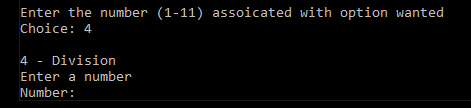 Enter the number (1-11) assoicated with option wanted
Choice: 4
4 - Division
Enter a number
Number: